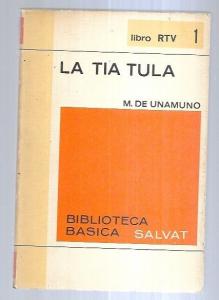 libro RTV 1
LA TIA TULA
M. DE UNAMUNO
BIBLIOTECA
BASICA SALVAT